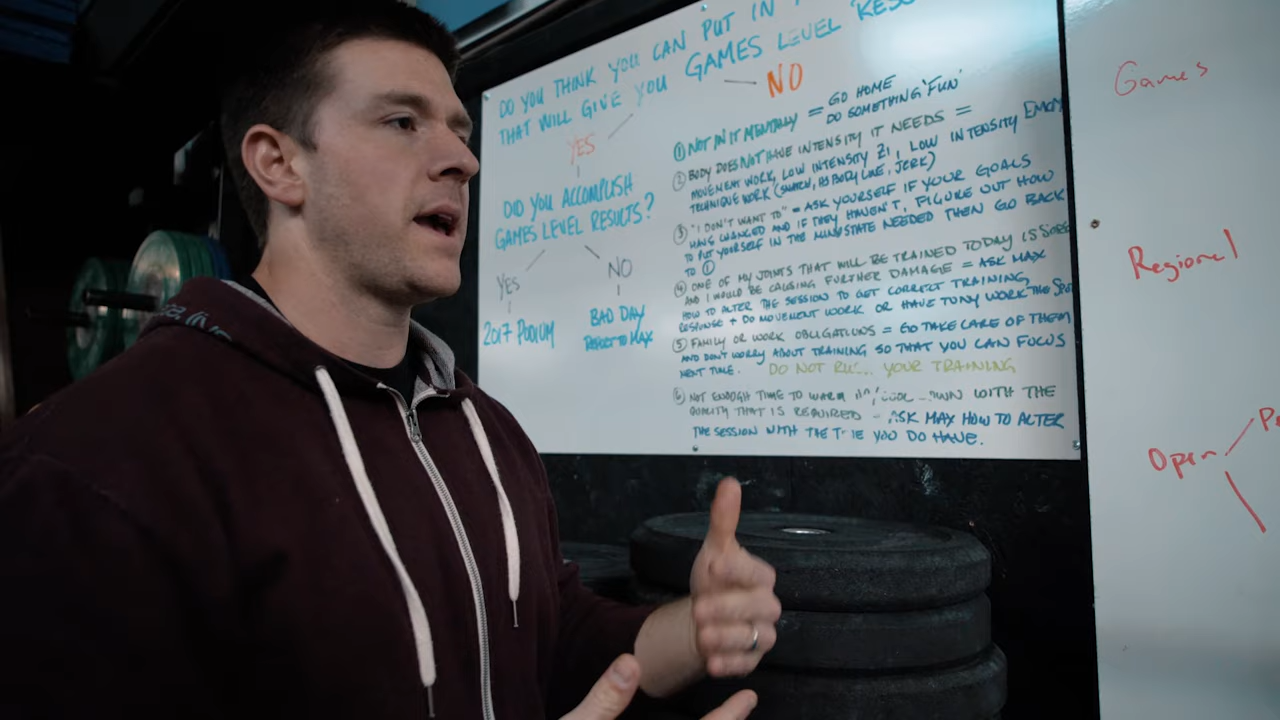 DO YOU THINK YOU CAN PUT IN
THAT WILL GIVE YOU GAMES LEVEL
YES
NO
DID YOU ACCOMPLISH
GAMES LEVEL RESULTS?
YES
NO
2017 PODIUM
BAD DAY
REPORT TO MAX
① NOT IN IT MENTALLY = GO HOME
DO SOMETHING 'FUN'
② BODY DOES NOT HAVE INTENSITY IT NEEDS =
MOVEMENT WORK, LOW INTENSITY Z1, LOW INTENSITY EMOM
TECHNIQUE WORK (SNATCH, JERK)
③ "I DON'T WANT TO" = ASK YOURSELF IF YOUR GOALS
HAVE CHANGED AND IF THEY HAVEN'T, FIGURE OUT HOW
TO PUT YOURSELF IN THE MINDSTATE NEEDED THEN GO BACK
TO ①
④ ONE OF MY JOINTS THAT WILL BE TRAINED TODAY IS SORE
AND I WOULD BE CAUSING FURTHER DAMAGE = ASK MAX
HOW TO ALTER THE SESSION TO GET CORRECT TRAINING
RESPONSE + DO MOVEMENT WORK OR HAVE TONY WORK THE
⑤ FAMILY OR WORK OBLIGATIONS = GO TAKE CARE OF THEM
AND DON'T WORRY ABOUT TRAINING SO THAT YOU CAN FOCUS
NEXT TIME. DO NOT YOUR TRAINING
⑥ NOT ENOUGH TIME TO WARM WITH THE
QUALITY THAT IS REQUIRED = ASK MAX HOW TO ALTER
THE SESSION WITH THE YOU DO HAVE.
Games
Regional
Open